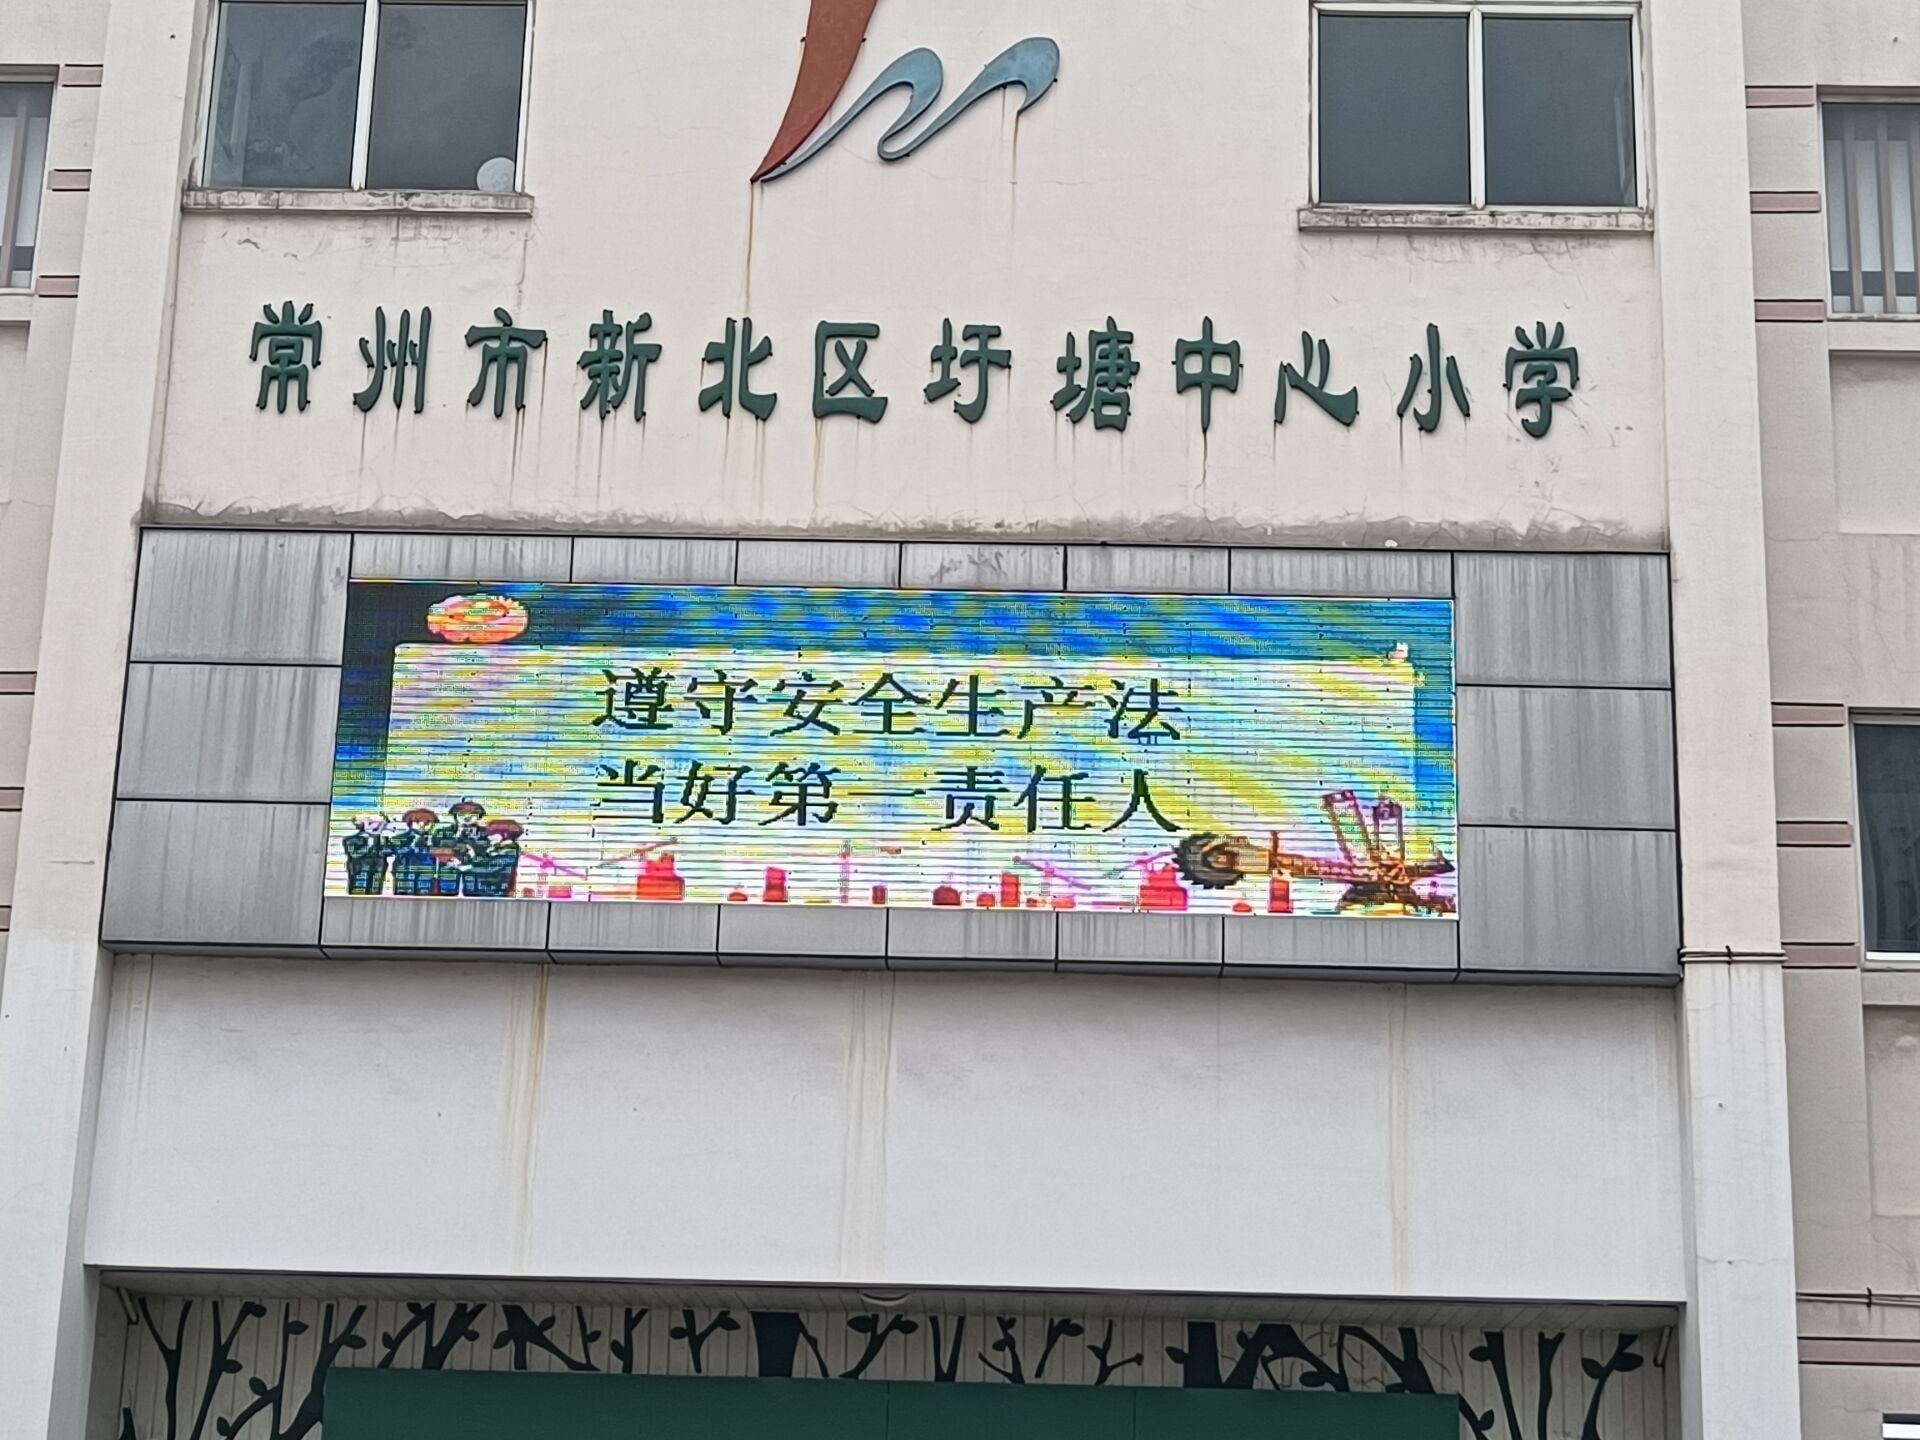 常州市新北区圩塘中心小学
遵守安全生产法
当好第一责任人